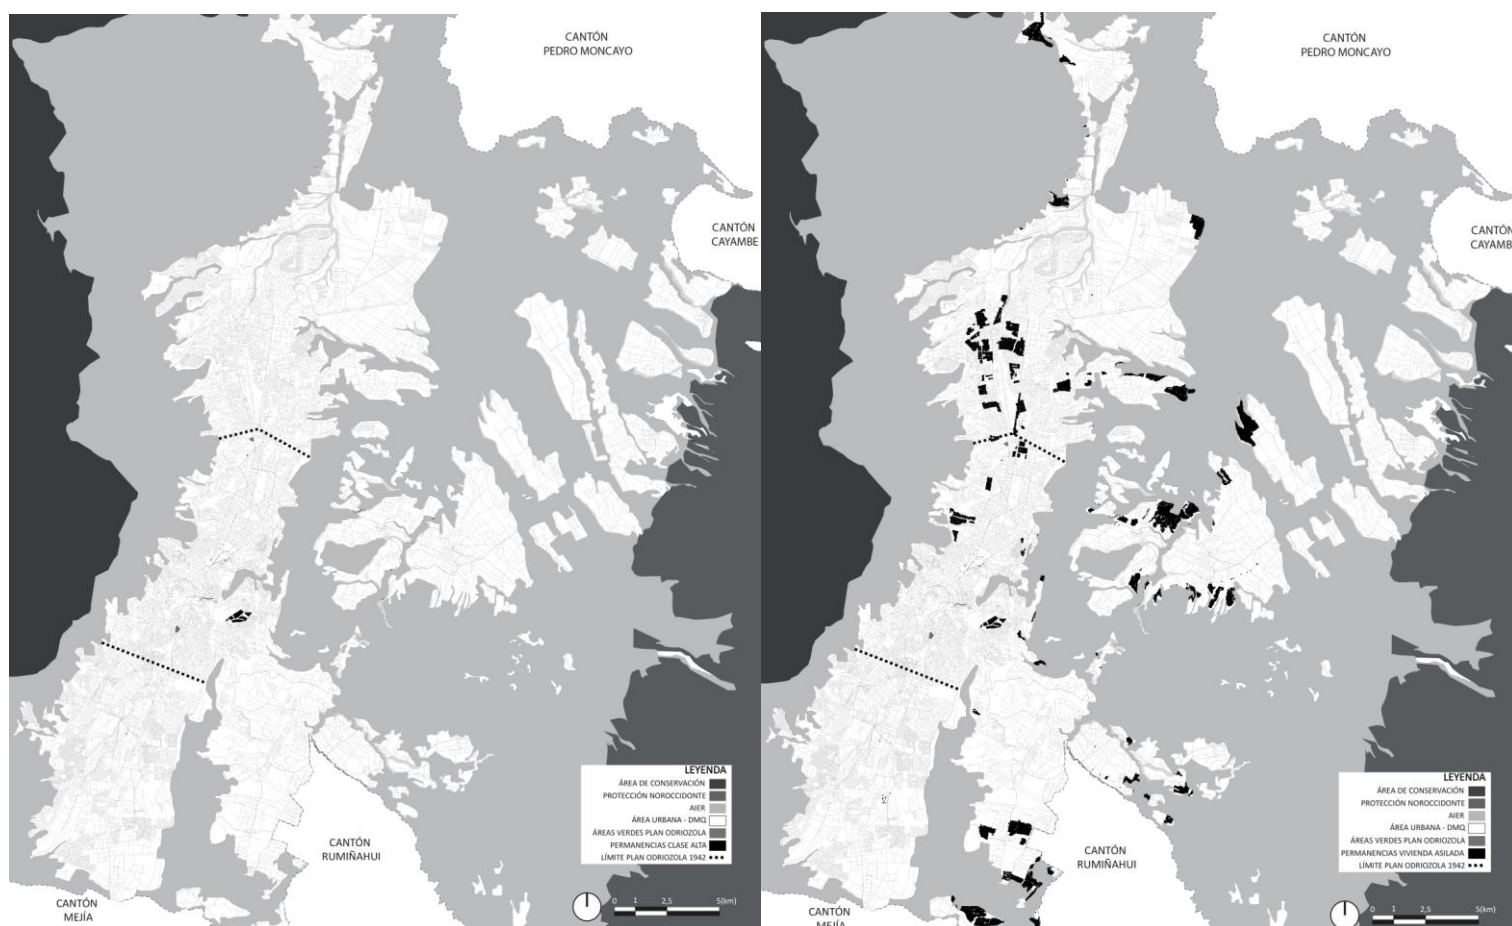 CANTÓN
PEDRO MONCAYO
CANTÓN
CAYAMBE
LEYENDA
ÁREA DE CONSERVACIÓN
PROTECCIÓN NOROCCIDONTE
AIER
ÁREA URBANA - DMQ
ÁREAS VERDES PLAN ODRIOZOLA
PERMANENCIAS CLASE ALTA
LÍMITE PLAN ODRIOZOLA 1942
CANTÓN
RUMIÑAHUI
CANTÓN
MEJÍA
0 1 2,5 5(km)
CANTÓN
PEDRO MONCAYO
CANTÓN
CAYAMB
LEYENDA
ÁREA DE CONSERVACIÓN
PROTECCIÓN NOROCCIDONTE
AIER
ÁREA URBANA - DMQ
ÁREAS VERDES PLAN ODRIOZOLA
PERMANENCIAS VIVIENDA ASILADA
LÍMITE PLAN ODRIOZOLA 1942
CANTÓN
RUMIÑAHUI
CANTÓN
MEJÍA
0 1 2,5 5(km)